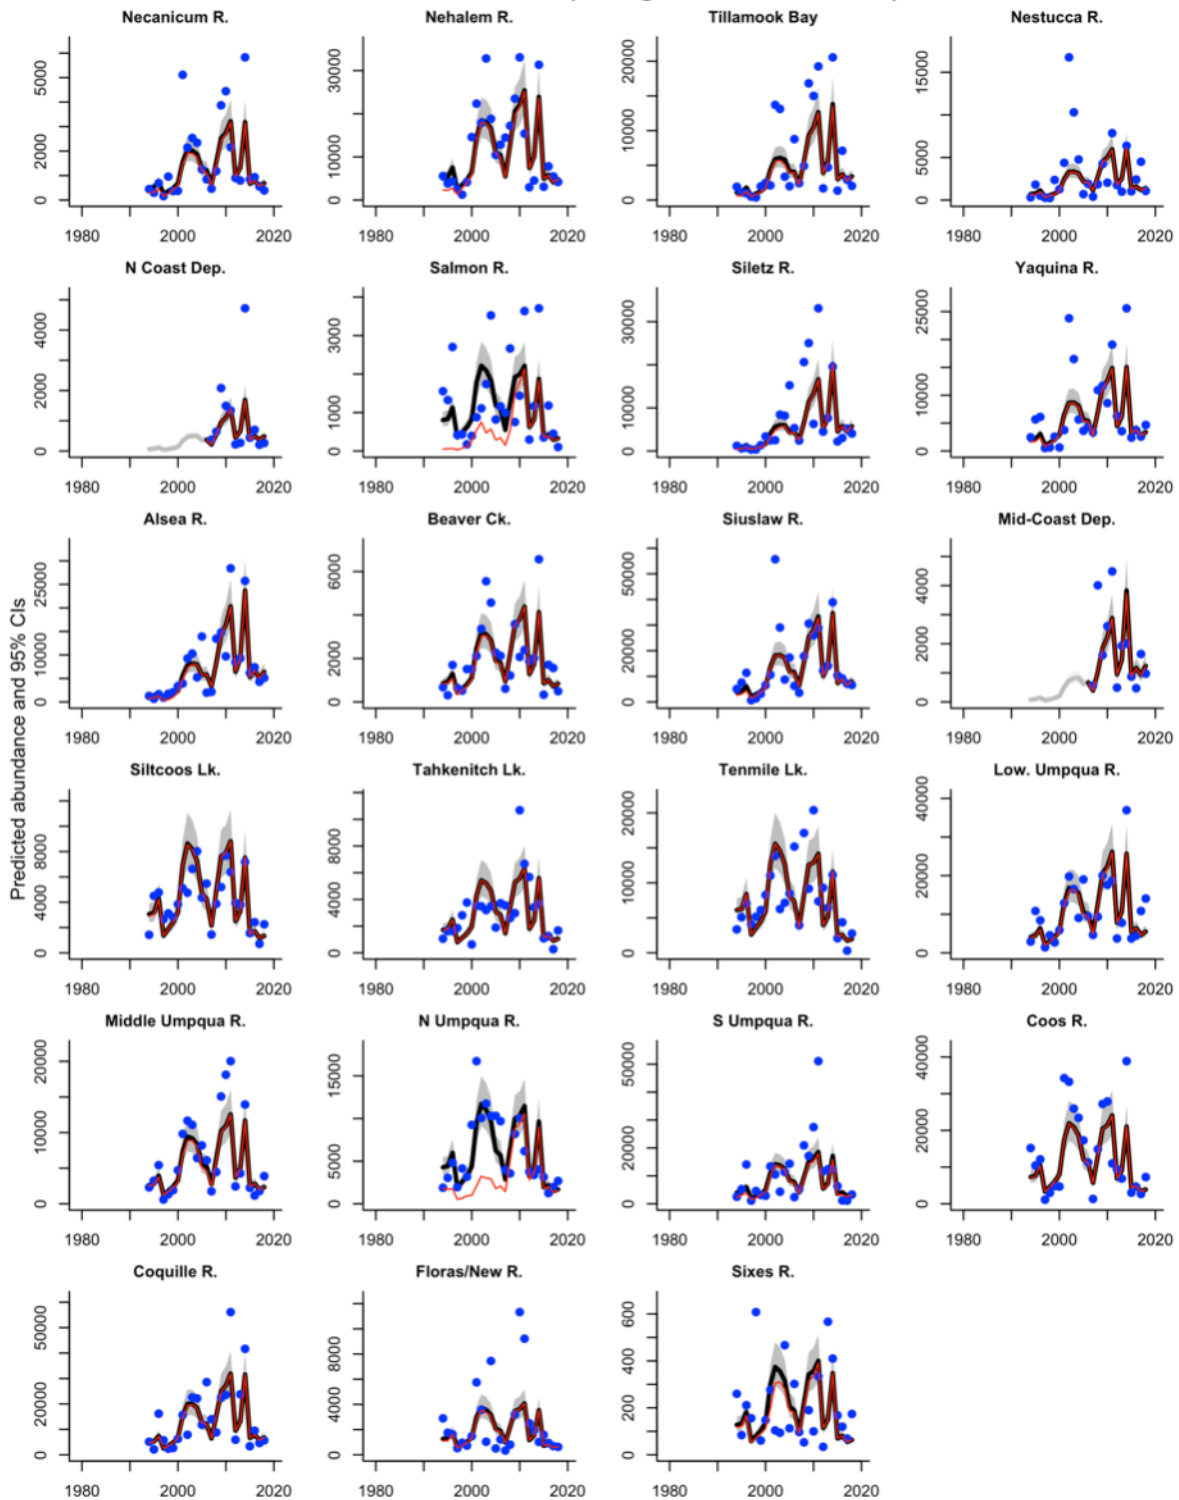 Necanicum R. Nehalem R. Tillamook Bay Nestucca R.
0 2000 5000 0 10000 30000 0 10000 20000 0 5000 15000
1980 2000 2020 1980 2000 2020 1980 2000 2020 1980 2000 2020
N Coast Dep. Salmon R. Siletz R. Yaquina R.
0 2000 4000 0 1000 3000 0 10000 30000 0 10000 25000
1980 2000 2020 1980 2000 2020 1980 2000 2020 1980 2000 2020
Alsea R. Beaver Ck. Siuslaw R. Mid-Coast Dep.
0 10000 25000 0 2000 6000 0 20000 50000 0 2000 4000
1980 2000 2020 1980 2000 2020 1980 2000 2020 1980 2000 2020
Predicted abundance and 95% CIs
Siltcoos Lk. Tahkenitch Lk. Tenmile Lk. Low. Umpqua R.
0 4000 8000 0 4000 8000 0 10000 20000 0 20000 40000
1980 2000 2020 1980 2000 2020 1980 2000 2020 1980 2000 2020
Middle Umpqua R. N Umpqua R. S Umpqua R. Coos R.
0 10000 20000 0 5000 15000 0 20000 50000 0 20000 40000
1980 2000 2020 1980 2000 2020 1980 2000 2020 1980 2000 2020
Coquille R. Floras/New R. Sixes R.
0 20000 50000 0 4000 8000 0 200 400 600
1980 2000 2020 1980 2000 2020 1980 2000 2020